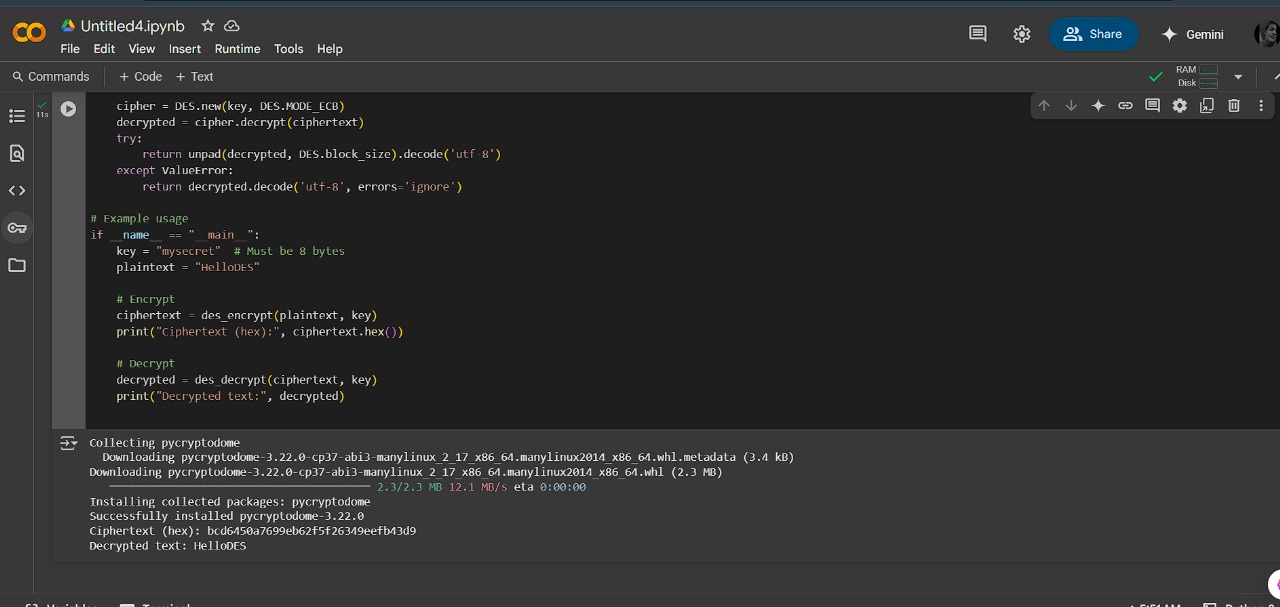 Untitled4.ipynb
File Edit View Insert Runtime Tools Help
Share
Gemini
Commands + Code + Text
RAM
Disk
11s
cipher = DES.new(key, DES.MODE_ECB)
decrypted = cipher.decrypt(ciphertext)
try:
return unpad(decrypted, DES.block_size).decode('utf-8')
except ValueError:
return decrypted.decode('utf-8', errors='ignore')
# Example usage
if __name__ == "__main__":
key = "mysecret" # Must be 8 bytes
plaintext = "HelloDES"
# Encrypt
ciphertext = des_encrypt(plaintext, key)
print("Ciphertext (hex):", ciphertext.hex())
# Decrypt
decrypted = des_decrypt(ciphertext, key)
print("Decrypted text:", decrypted)
Collecting pycryptodome
Downloading pycryptodome-3.22.0-cp37-abi3-manylinux_2_17_x86_64.manylinux2014_x86_64.whl.metadata (3.4 kB)
Downloading pycryptodome-3.22.0-cp37-abi3-manylinux_2_17_x86_64.manylinux2014_x86_64.whl (2.3 MB)
2.3/2.3 MB 12.1 MB/s eta 0:00:00
Installing collected packages: pycryptodome
Successfully installed pycryptodome-3.22.0
Ciphertext (hex): bcd6450a7699eb62f5f26349eefb43d9
Decrypted text: HelloDES